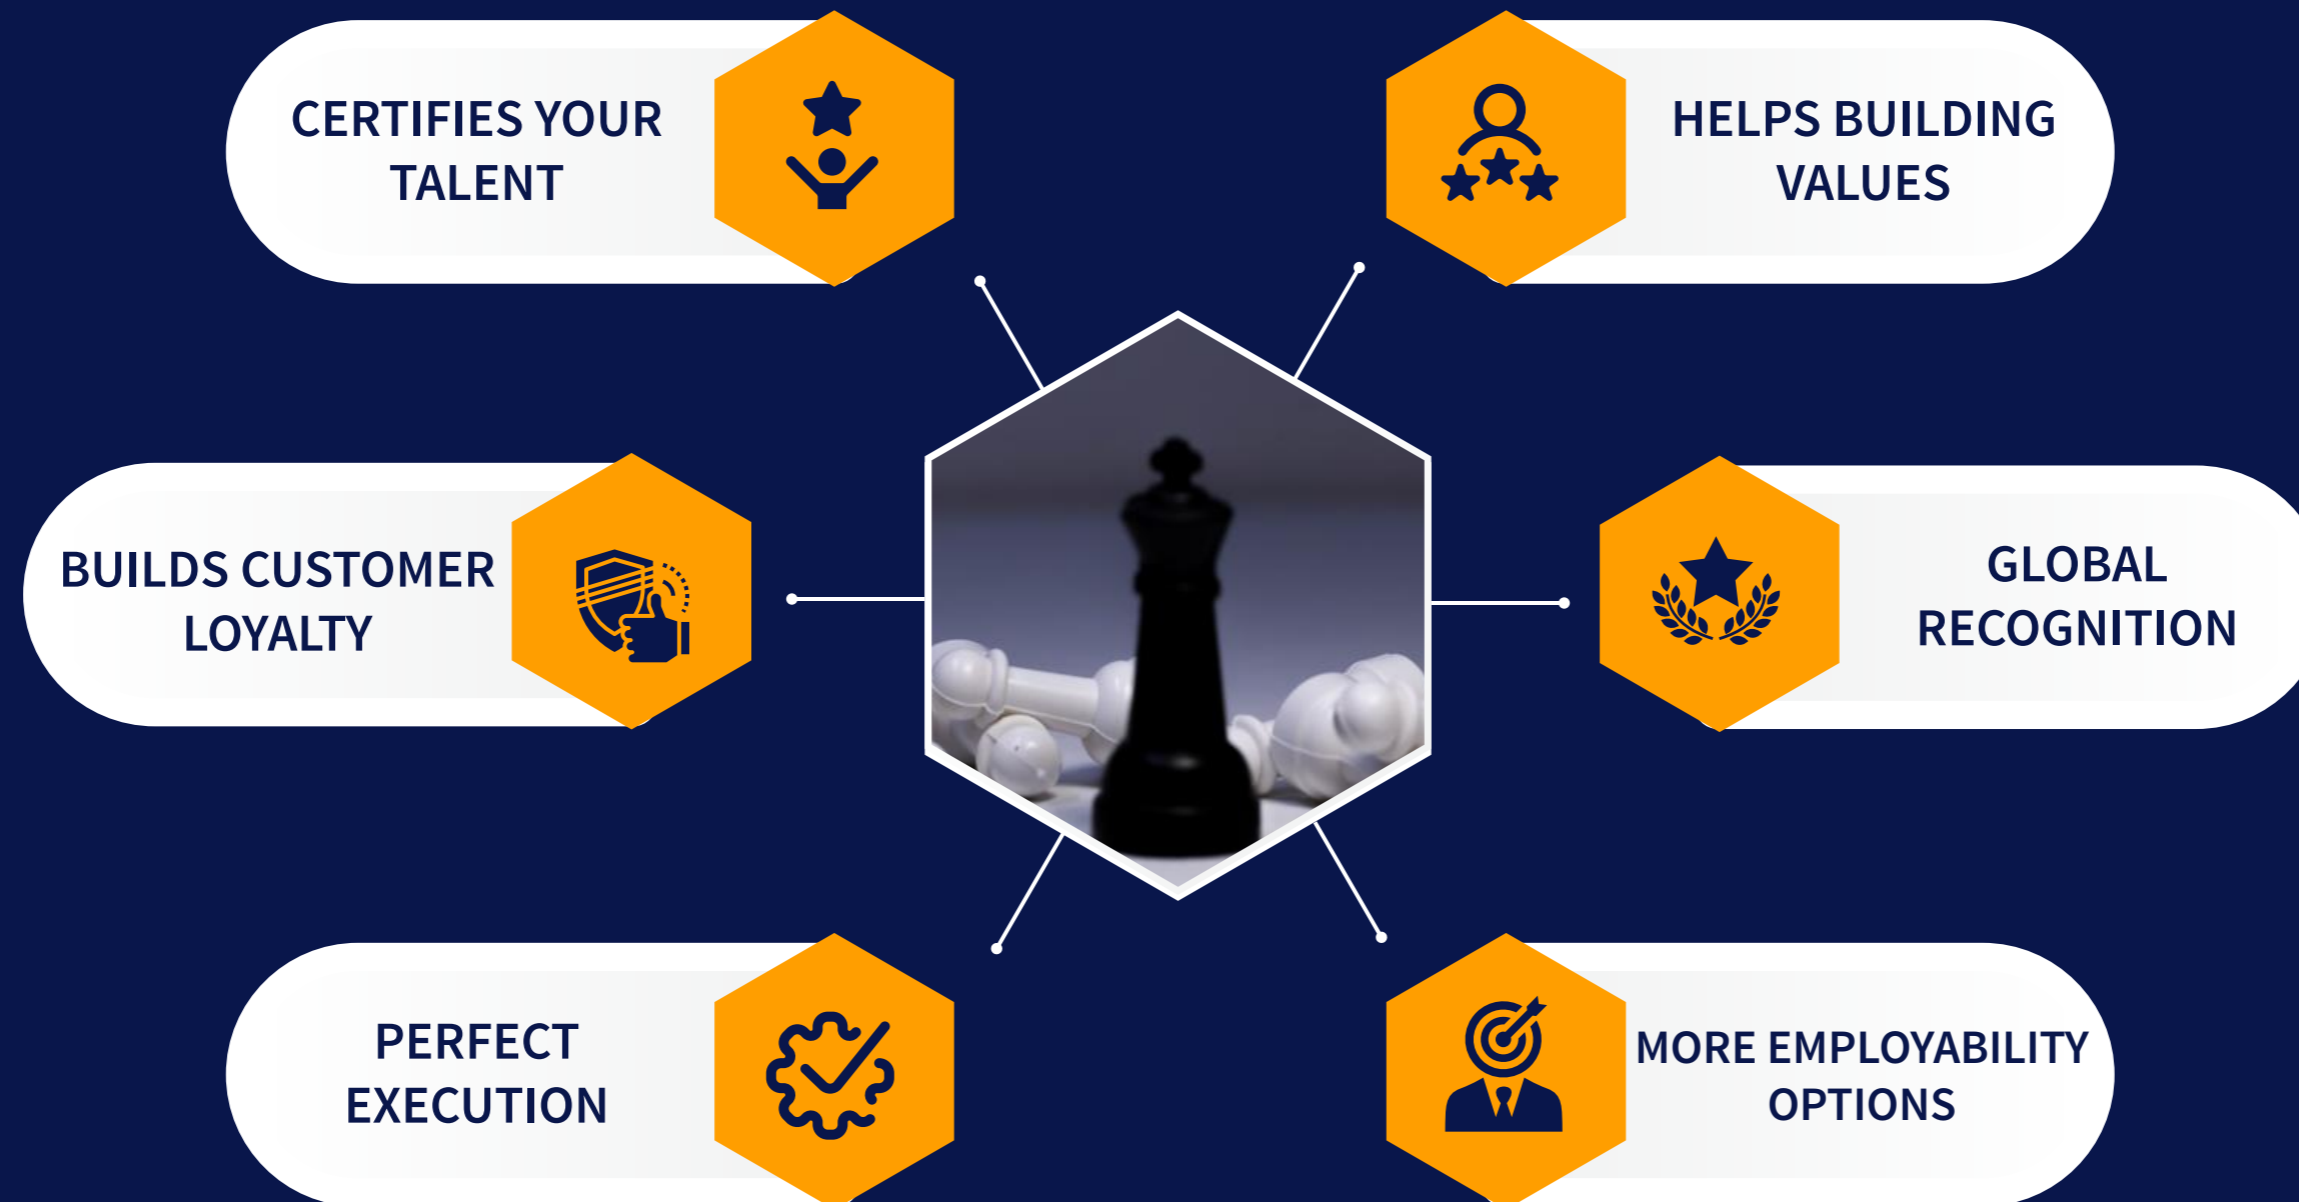 CERTIFIES YOUR
TALENT
HELPS BUILDING
VALUES
BUILDS CUSTOMER
LOYALTY
GLOBAL
RECOGNITION
PERFECT
EXECUTION
MORE EMPLOYABILITY
OPTIONS